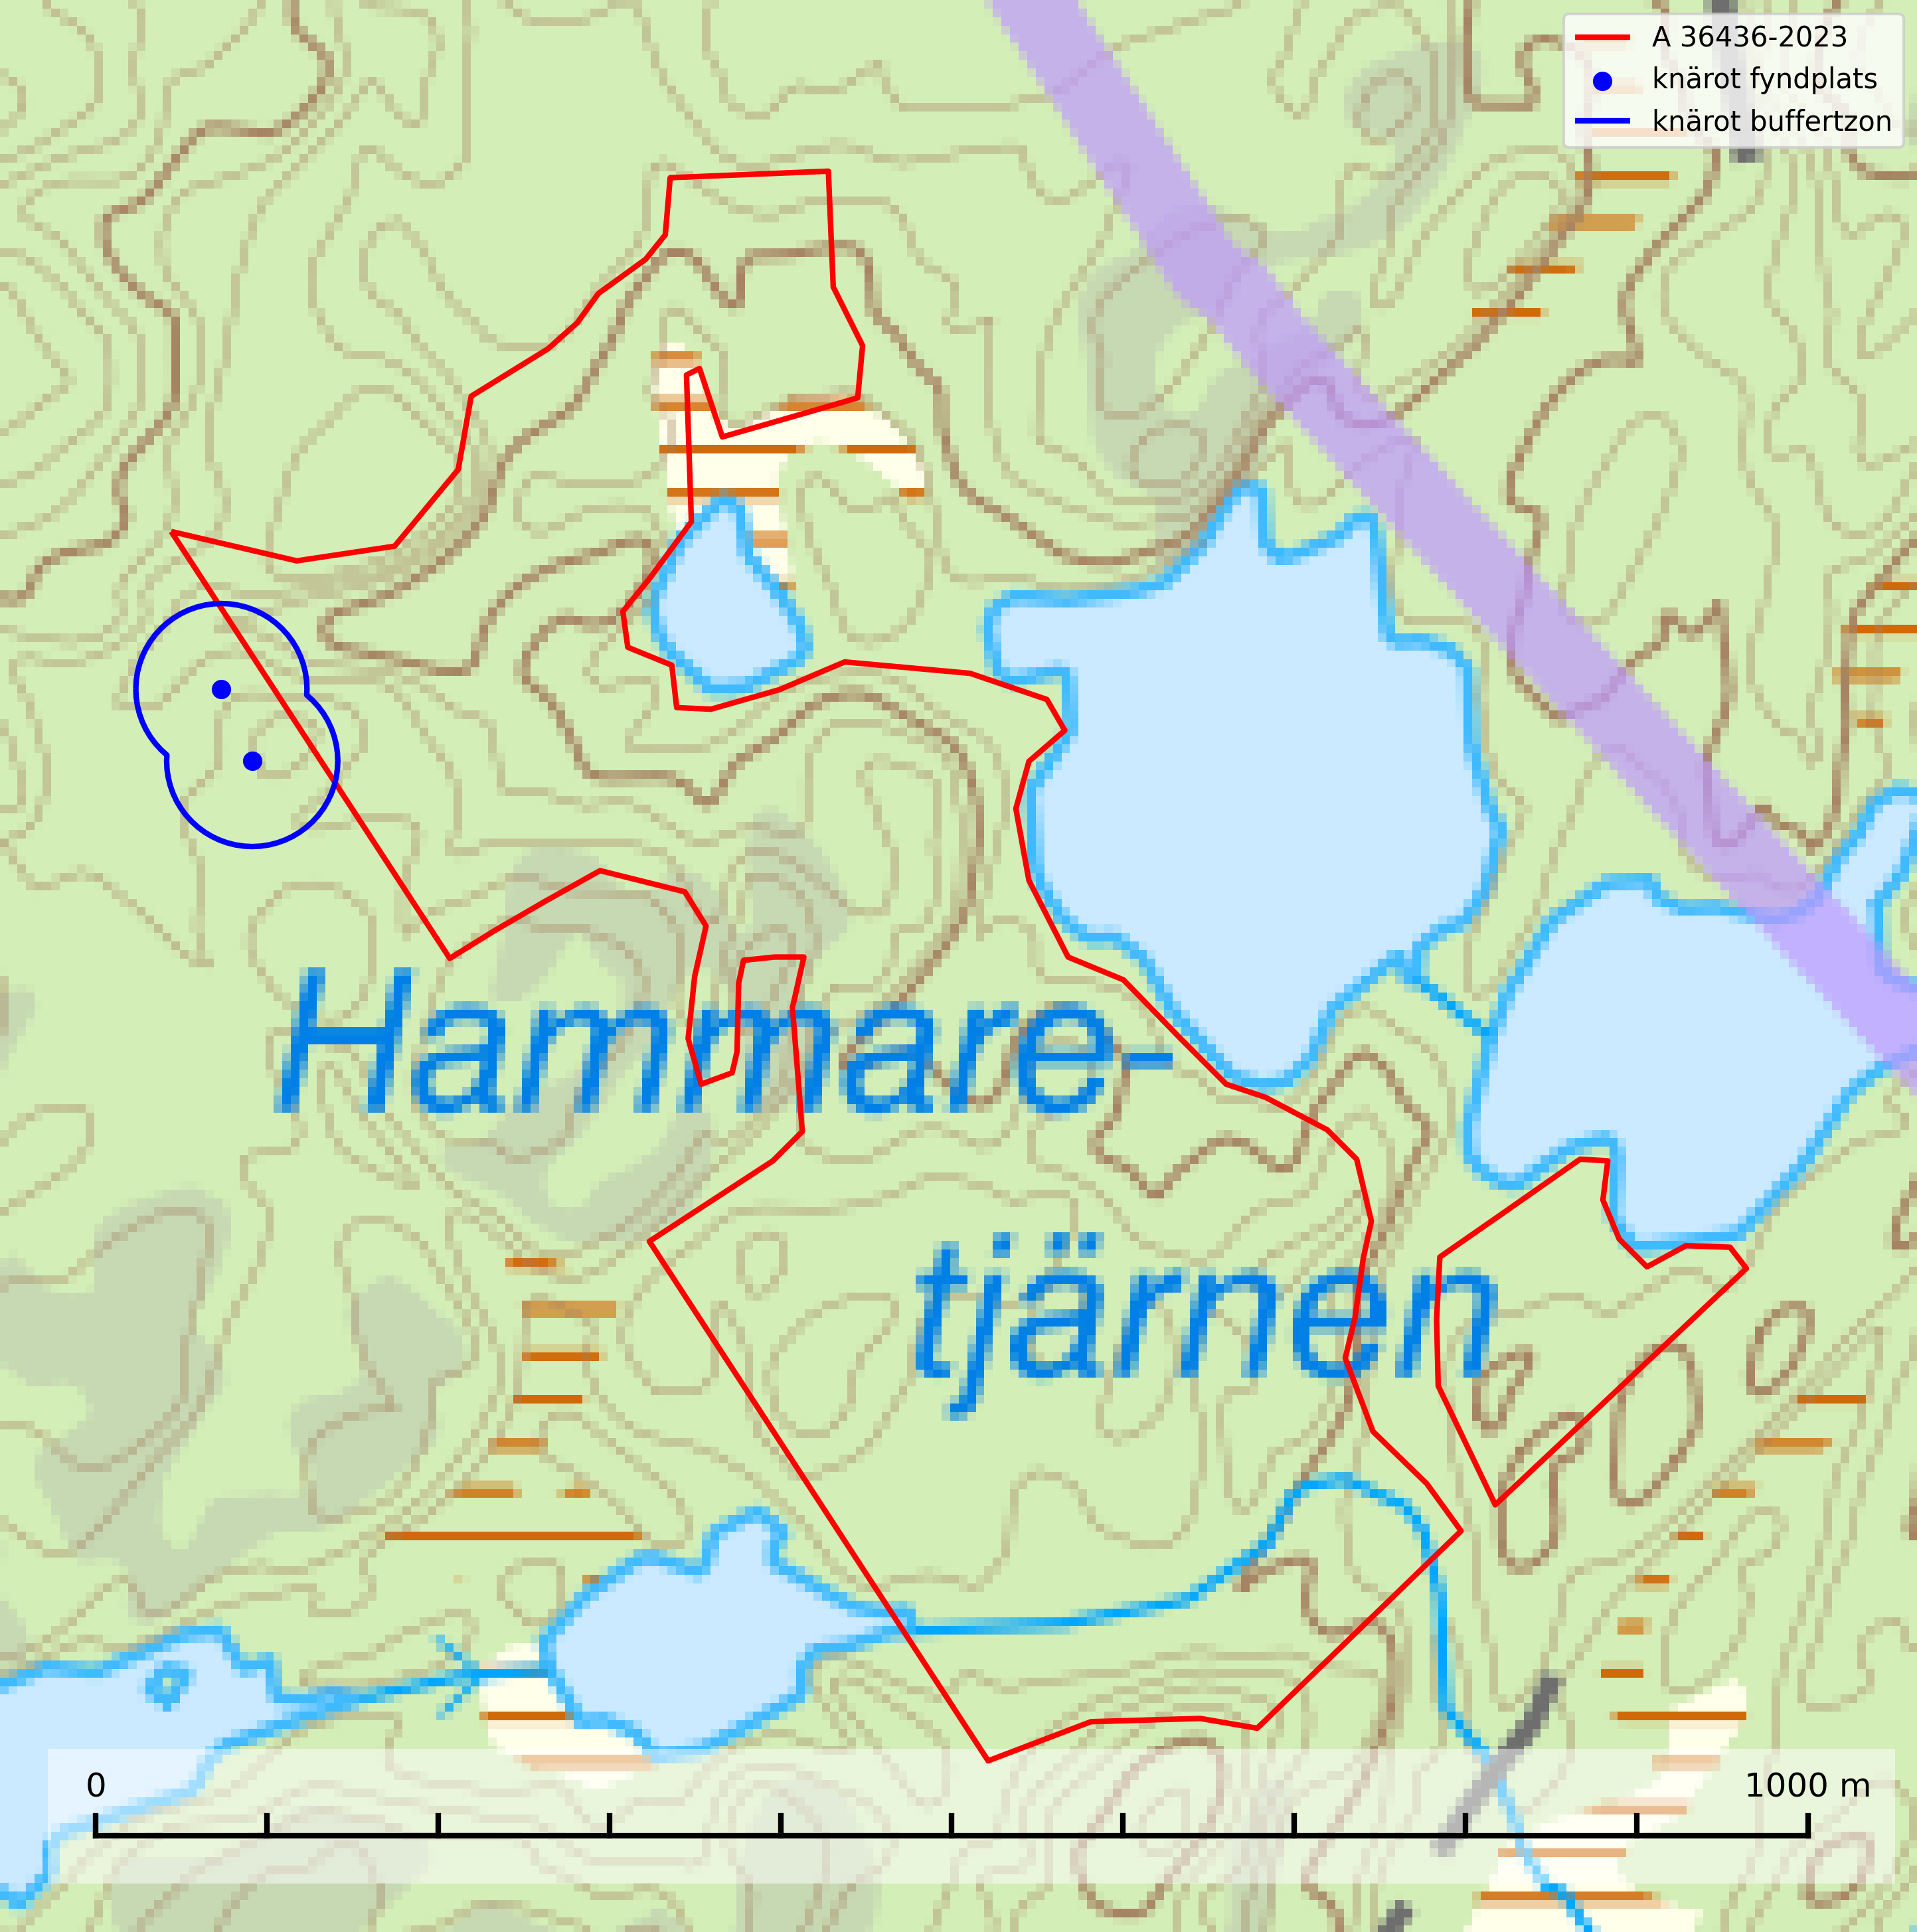 A 36436-2023
knärot fyndplats
knärot buffertzon
Hammare-
tjärnen
0
1000 m